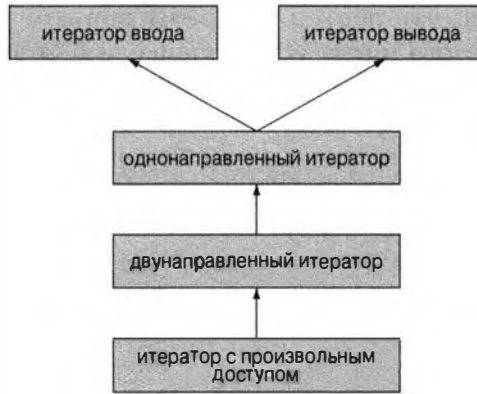 итератор ввода
итератор вывода
однонаправленный итератор
двунаправленный итератор
итератор с произвольным
доступом